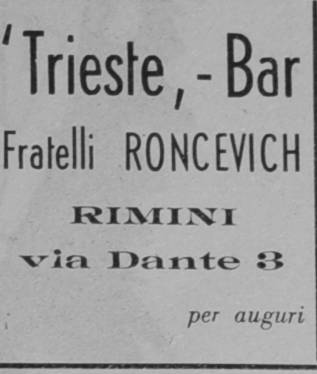 ‘Trieste,- Bar
Fratelli RONCEVICH
RIMINI
via Dante 3
per auguri